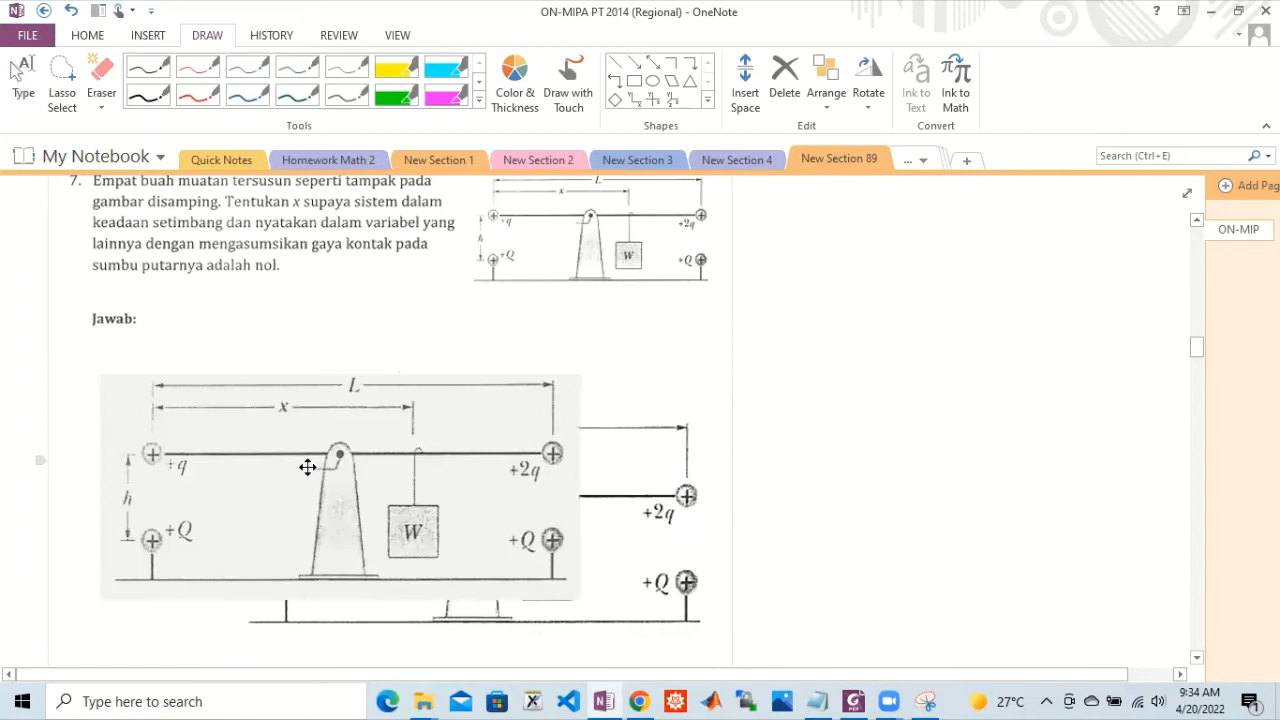 ON-MIPA PT 2014 (Regional) - OneNote
FILE
HOME
INSERT
DRAW
HISTORY
REVIEW
VIEW
Type
Lasso
Select
Eraser
Color &
Thickness
Draw with
Touch
Insert
Space
Delete
Arrange
Rotate
Ink to
Text
Ink to
Math
Tools
Shapes
Edit
Convert
My Notebook
Quick Notes
Homework Math 2
New Section 1
New Section 2
New Section 3
New Section 4
New Section 89
...
Search (Ctrl+E)
Add Pag
ON-MIP
7. Empat buah muatan tersusun seperti tampak pada
gambar disamping. Tentukan x supaya sistem dalam
keadaan setimbang dan nyatakan dalam variabel yang
lainnya dengan mengasumsikan gaya kontak pada
sumbu putarnya adalah nol.
L
x
+q
+2q
h
+Q
W
+Q
Jawab:
L
x
+q
+2q
h
+Q
W
+Q
+2q
+Q
Type here to search
27°C
9:34 AM
4/20/2022